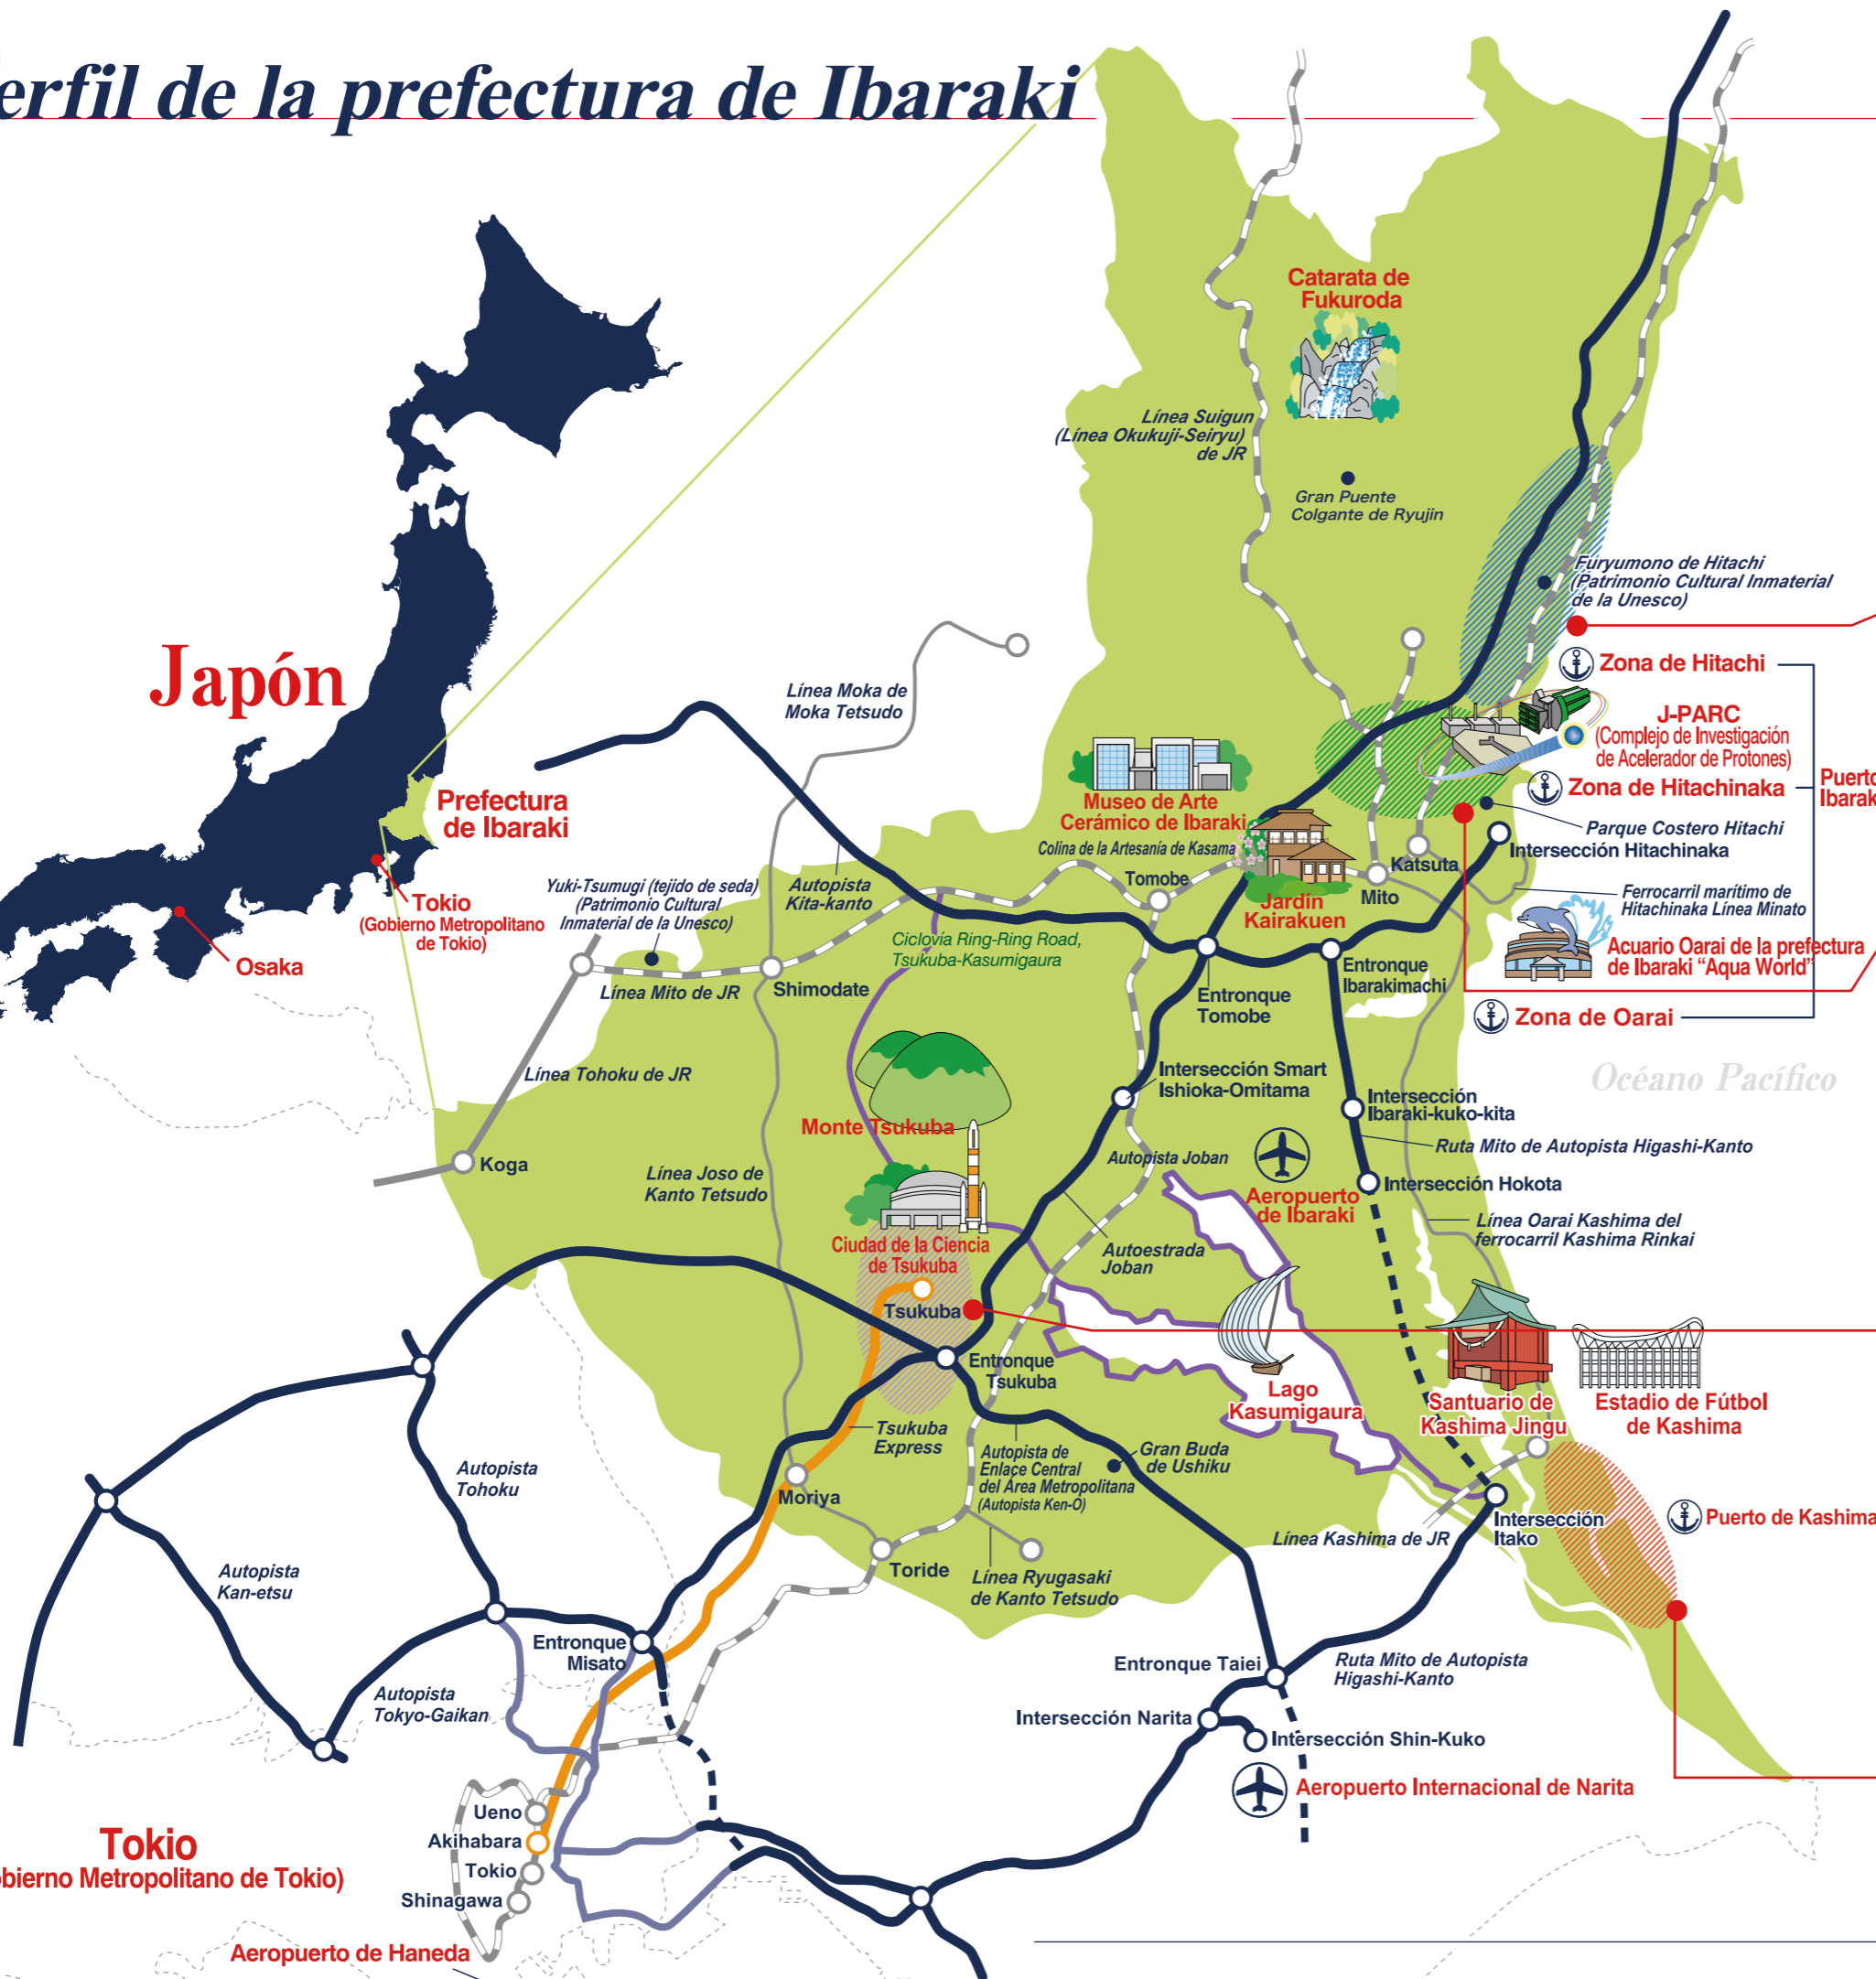 erfil de la prefectura de Ibaraki
Catarata de
Fukuroda
Línea Suigun
(Línea Okukuji-Seiryu)
de JR
Gran Puente
Colgante de Ryujin
Furyumono de Hitachi
(Patrimonio Cultural Inmaterial
de la Unesco)
Japón
Zona de Hitachi
Línea Moka de
Moka Tetsudo
J-PARC
(Complejo de Investigación
de Acelerador de Protones)
Puerto
Ibarak
Zona de Hitachinaka
Prefectura
de Ibaraki
Museo de Arte
Cerámico de Ibaraki
Colina de la Artesanía de Kasama
Parque Costero Hitachi
Intersección Hitachinaka
Katsuta
Mito
Tomobe
Jardín
Kairakuen
Yuki-Tsumugi (tejido de seda)
(Patrimonio Cultural
Inmaterial de la Unesco)
Autopista
Kita-kanto
Tokio
(Gobierno Metropolitano
de Tokio)
Osaka
Ferrocarril marítimo de
Hitachinaka Línea Minato
Acuario Oarai de la prefectura
de Ibaraki “Aqua World”
Ciclovía Ring-Ring Road,
Tsukuba-Kasumigaura
Línea Mito de JR
Shimodate
Entronque
Tomobe
Entronque
Ibarakimachi
Zona de Oarai
Océano Pacífico
Línea Tohoku de JR
Intersección Smart
Ishioka-Omitama
Intersección
Ibaraki-kuko-kita
Monte Tsukuba
Ruta Mito de Autopista Higashi-Kanto
Koga
Línea Joso de
Kanto Tetsudo
Autopista Joban
Aeropuerto
de Ibaraki
Intersección Hokota
Línea Oarai Kashima del
ferrocarril Kashima Rinkai
Ciudad de la Ciencia
de Tsukuba
Autoestrada
Joban
Tsukuba
Entronque
Tsukuba
Lago
Kasumigaura
Santuario de
Kashima Jingu
Estadio de Fútbol
de Kashima
Tsukuba
Express
Autopista de
Enlace Central
del Área Metropolitana
(Autopista Ken-O)
Gran Buda
de Ushiku
Autopista
Tohoku
Moriya
Intersección
Itako
Puerto de Kashima
Línea Kashima de JR
Toride
Línea Ryugasaki
de Kanto Tetsudo
Autopista
Kan-etsu
Entronque
Misato
Entronque Taiei
Ruta Mito de Autopista
Higashi-Kanto
Autopista
Tokyo-Gaikan
Intersección Narita
Intersección Shin-Kuko
Aeropuerto Internacional de Narita
Ueno
Akihabara
Tokio
Shinagawa
Tokio
obierno Metropolitano de Tokio)
Aeropuerto de Haneda